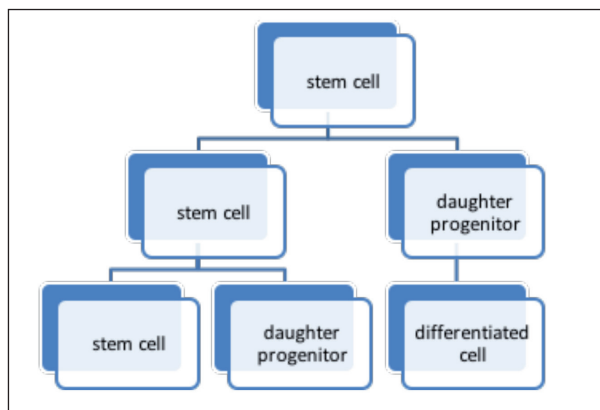 stem cell
stem cell
daughter
progenitor
stem cell
daughter
progenitor
differentiated
cell